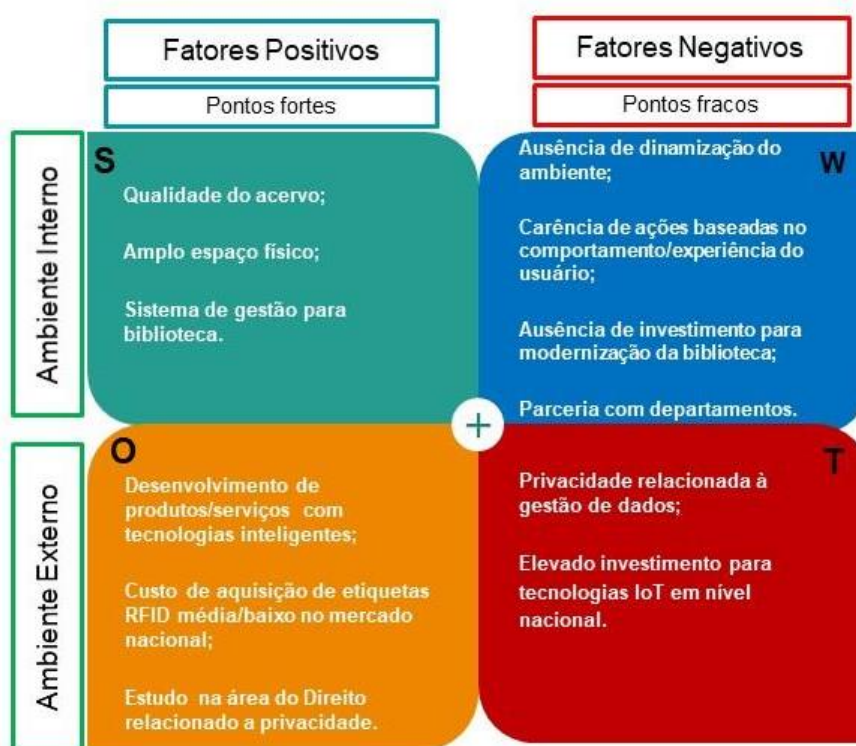 Fatores Positivos
Fatores Negativos
Pontos fortes
Pontos fracos
Ambiente Interno
S
Qualidade do acervo;
Amplo espaço físico;
Sistema de gestão para
biblioteca.
W
Ausência de dinamização do
ambiente;
Carência de ações baseadas no
comportamento/experiência do
usuário;
Ausência de investimento para
modernização da biblioteca;
Parceria com departamentos.
+
Ambiente Externo
O
Desenvolvimento de
produtos/serviços com
tecnologias inteligentes;
Custo de aquisição de etiquetas
RFID média/baixo no mercado
nacional;
Estudo na área do Direito
relacionado a privacidade.
T
Privacidade relacionada à
gestão de dados;
Elevado investimento para
tecnologias IoT em nível
nacional.